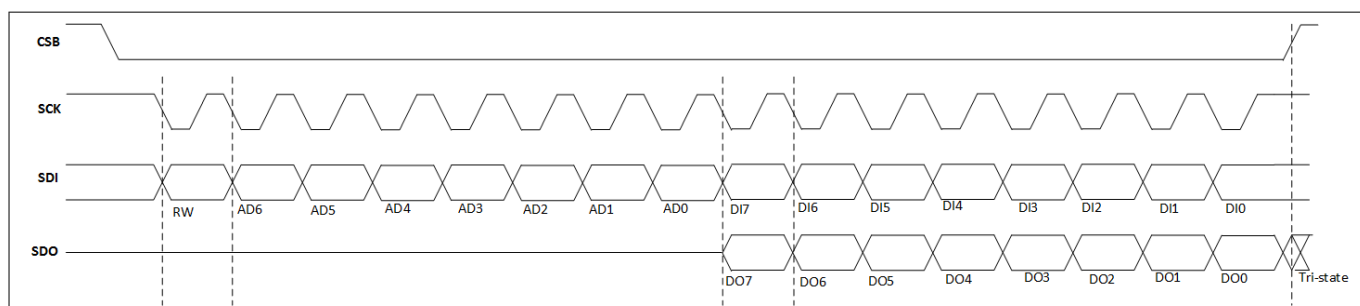 CSB
SCK
SDI
RW AD6 AD5 AD4 AD3 AD2 AD1 AD0 DI7 DI6 DI5 DI4 DI3 DI2 DI1 DI0
SDO
DO7 DO6 DO5 DO4 DO3 DO2 DO1 DO0 Tri-state